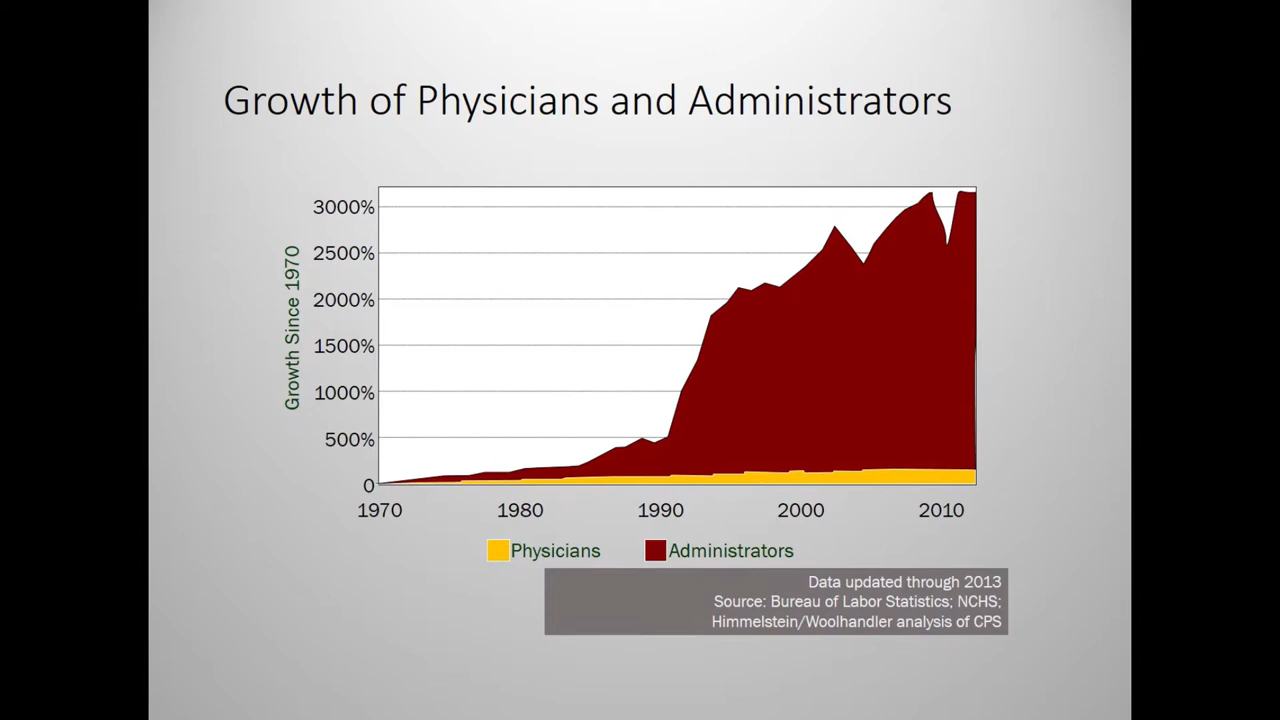 Growth of Physicians and Administrators
3000%
2500%
2000%
1500%
1000%
500%
0
Growth Since 1970
1970 1980 1990 2000 2010
Physicians Administrators
Data updated through 2013
Source: Bureau of Labor Statistics; NCHS;
Himmelstein/Woolhandler analysis of CPS